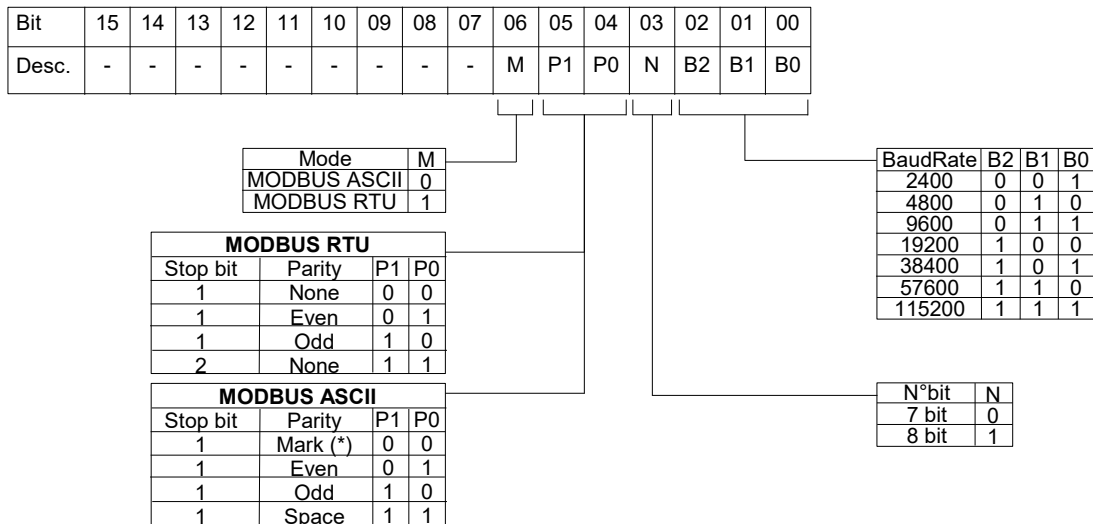 Bit 15 14 13 12 11 10 09 08 07 06 05 04 03 02 01 00
Desc. - - - - - - - - - M P1 P0 N B2 B1 B0
Mode M
MODBUS ASCII 0
MODBUS RTU 1
BaudRate B2 B1 B0
2400 0 0 1
4800 0 1 0
9600 0 1 1
19200 1 0 0
38400 1 0 1
57600 1 1 0
115200 1 1 1
MODBUS RTU
Stop bit Parity P1 P0
1 None 0 0
1 Even 0 1
1 Odd 1 0
2 None 1 1
MODBUS ASCII
Stop bit Parity P1 P0
1 Mark (*) 0 0
1 Even 0 1
1 Odd 1 0
1 Space 1 1
N°bit N
7 bit 0
8 bit 1